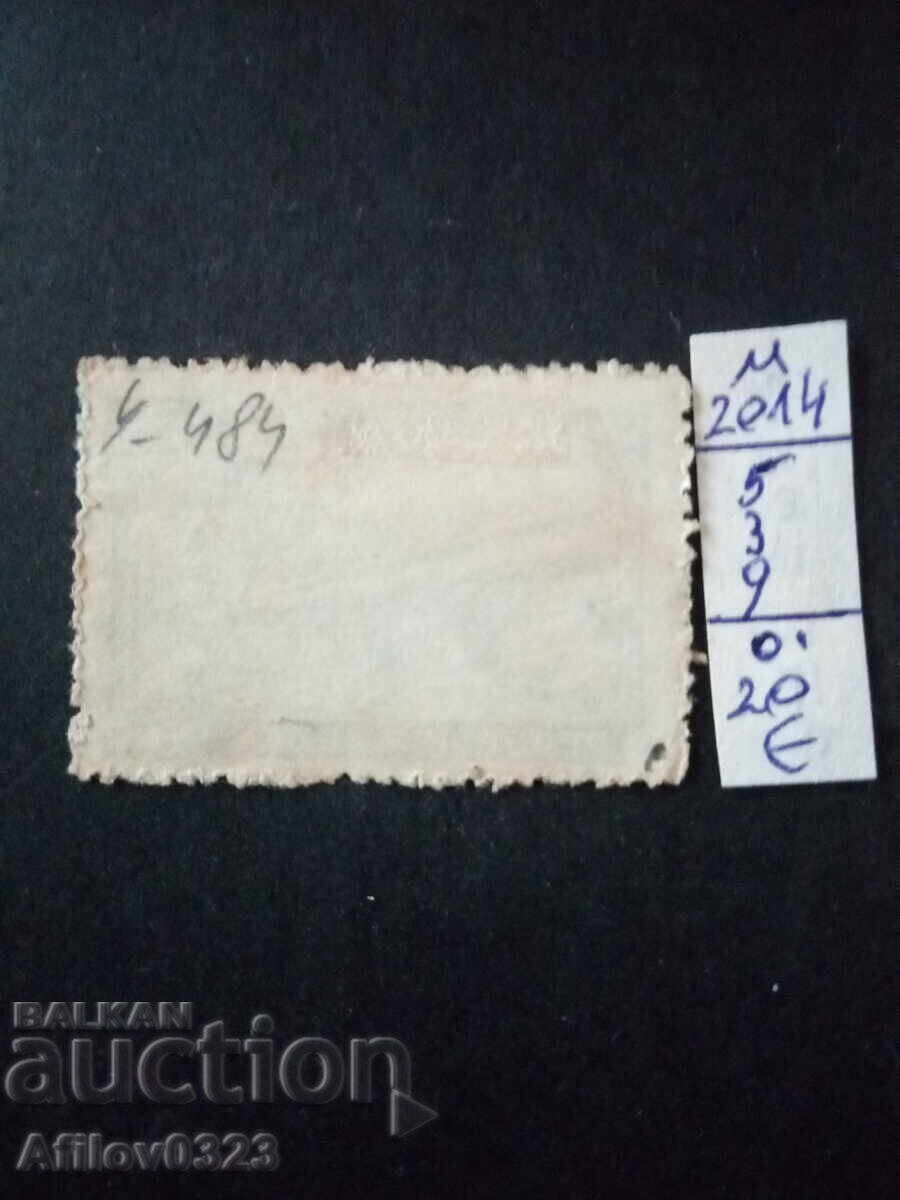 y-484
м
2014
5
3
9
0.
20
€
BALKAN
auction
Afilov0323